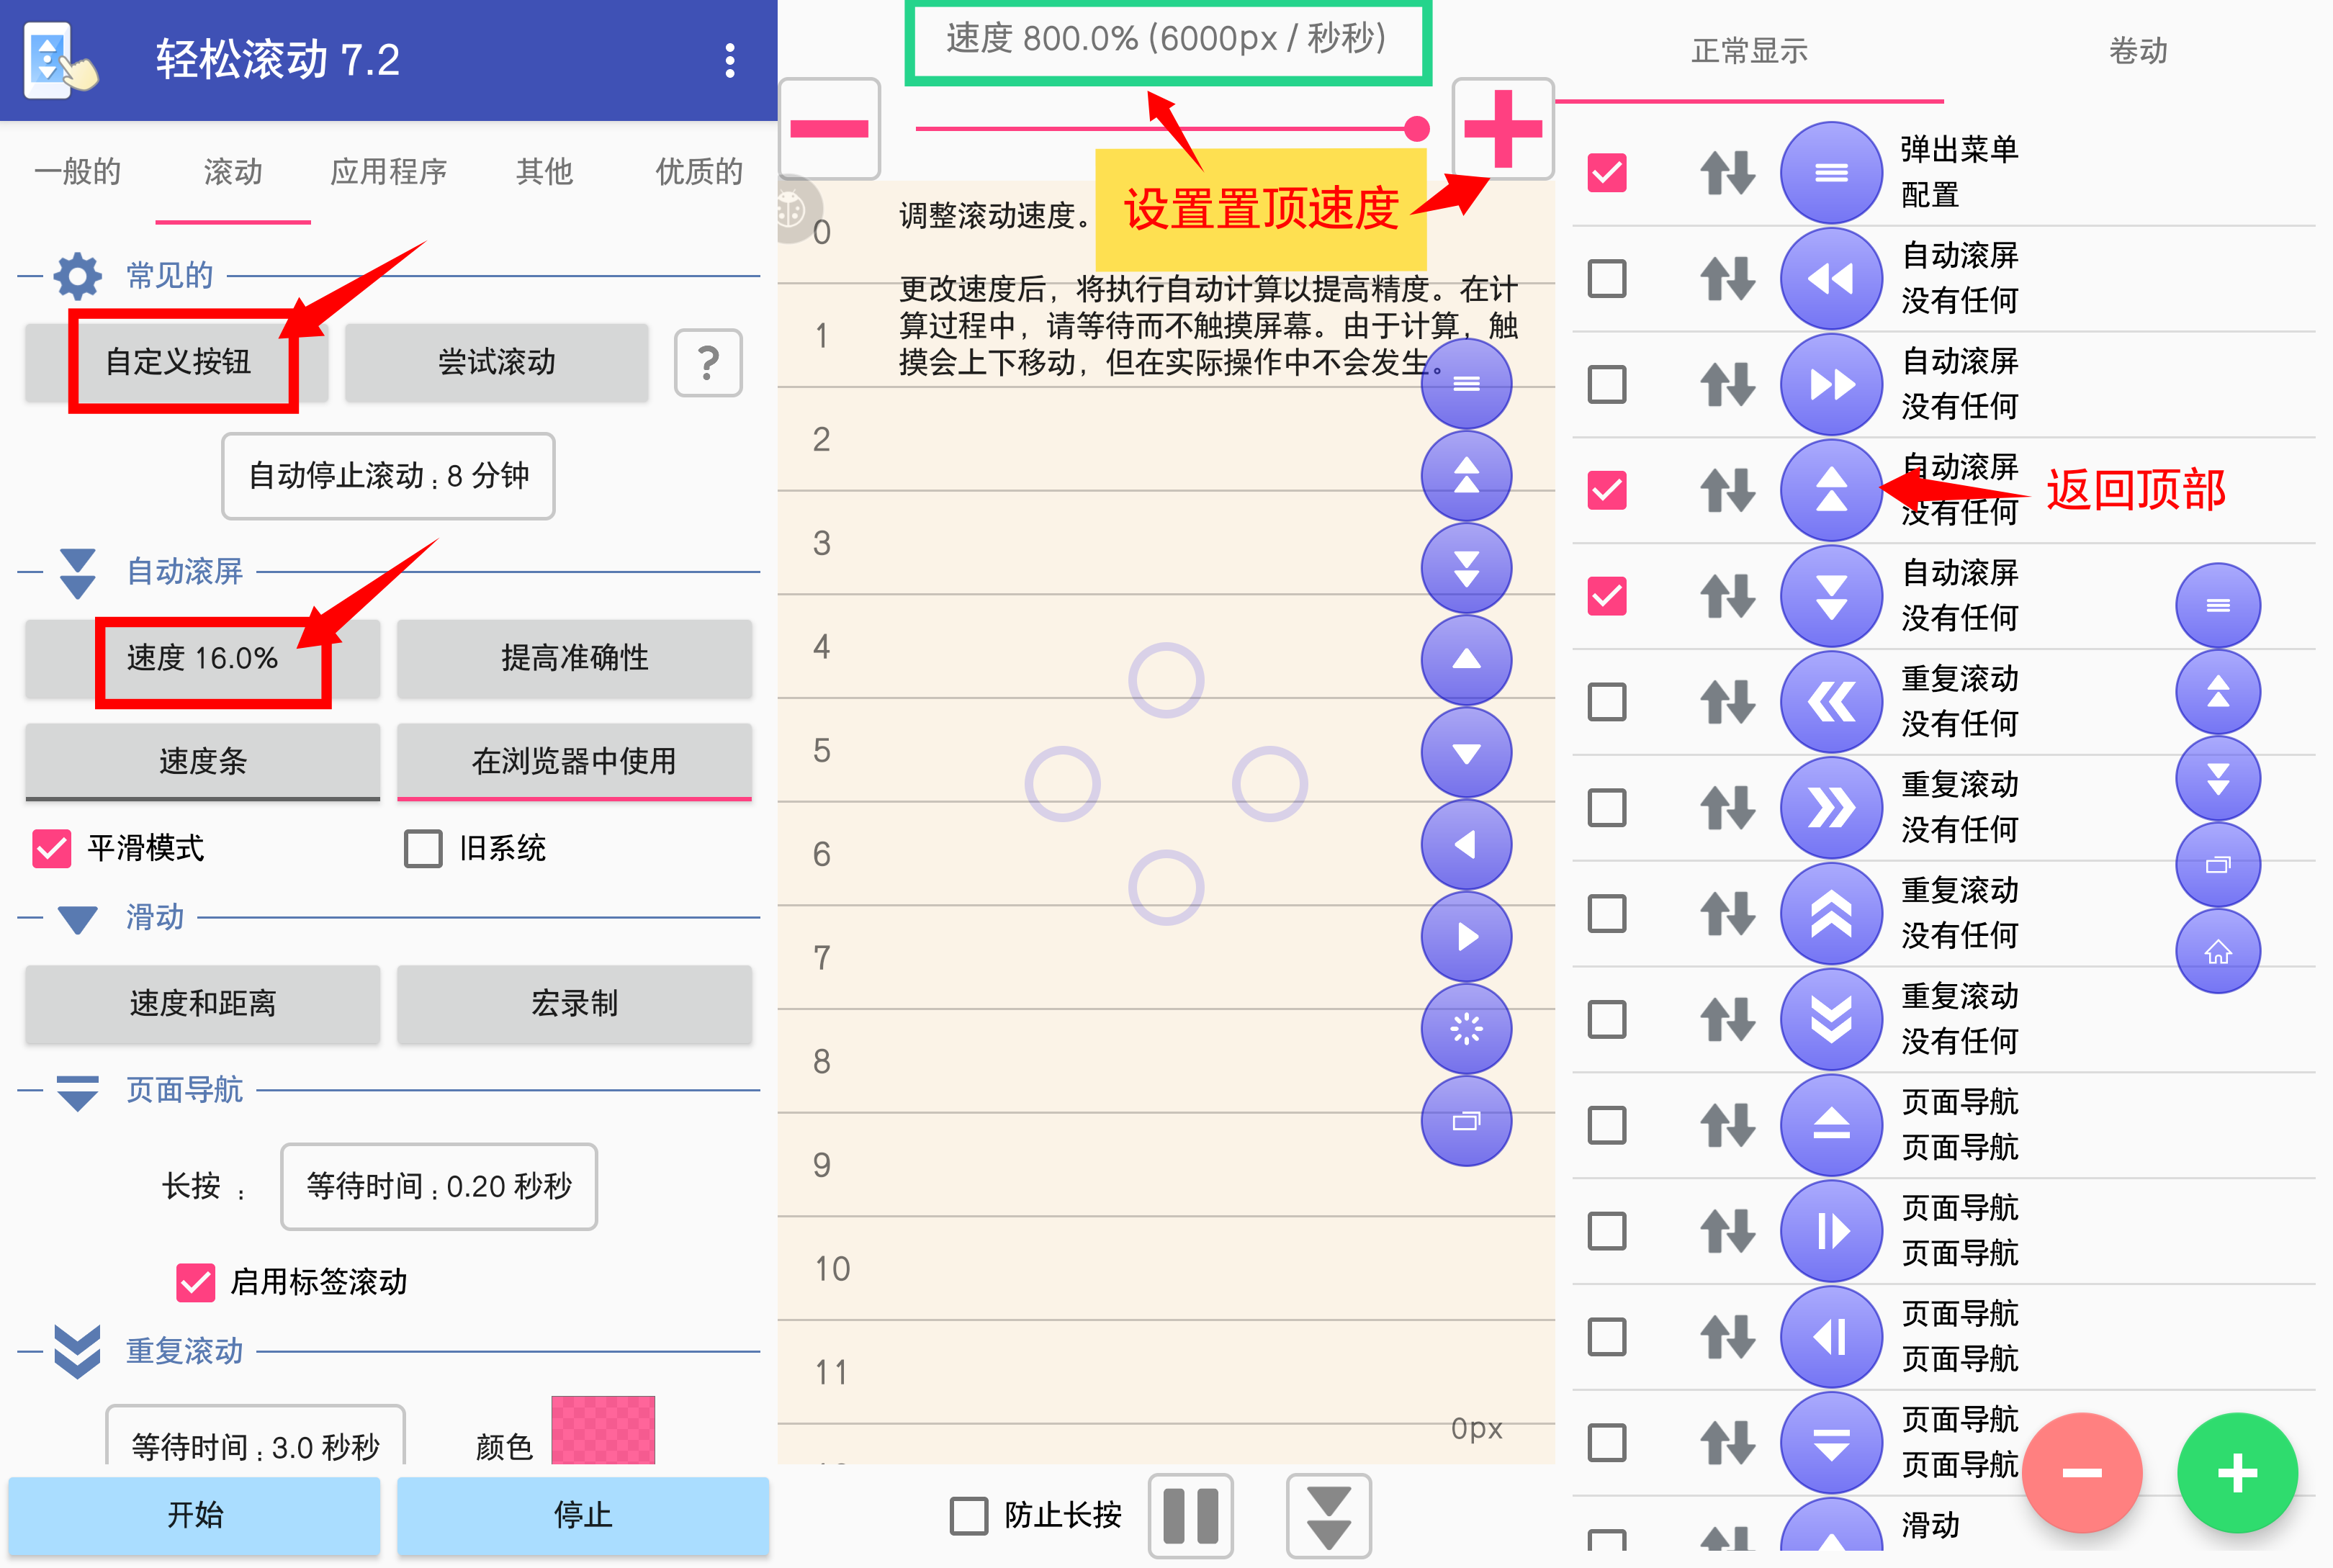 轻松滚动 7.2
一般的
滚动
应用程序
其他
优质的
常见的
自定义按钮
尝试滚动
?
自动停止滚动 : 8 分钟
自动滚屏
速度 16.0%
提高准确性
速度条
在浏览器中使用
平滑模式
旧系统
滑动
速度和距离
宏录制
页面导航
长按 :
等待时间 : 0.20 秒秒
启用标签滚动
重复滚动
等待时间 : 3.0 秒秒
颜色
开始
停止
速度 800.0% (6000px / 秒秒)
设置置顶速度
调整滚动速度。
更改速度后，将执行自动计算以提高精度。在计
算过程中，请等待而不触摸屏幕。由于计算，触
摸会上下移动，但在实际操作中不会发生。
0
1
2
3
4
5
6
7
8
9
10
11
0px
防止长按
正常显示
卷动
弹出菜单
配置
自动滚屏
没有任何
自动滚屏
没有任何
自动滚屏
没有任何
返回顶部
自动滚屏
没有任何
重复滚动
没有任何
重复滚动
没有任何
重复滚动
没有任何
重复滚动
没有任何
页面导航
页面导航
页面导航
页面导航
页面导航
页面导航
页面导航
页面导航
滑动